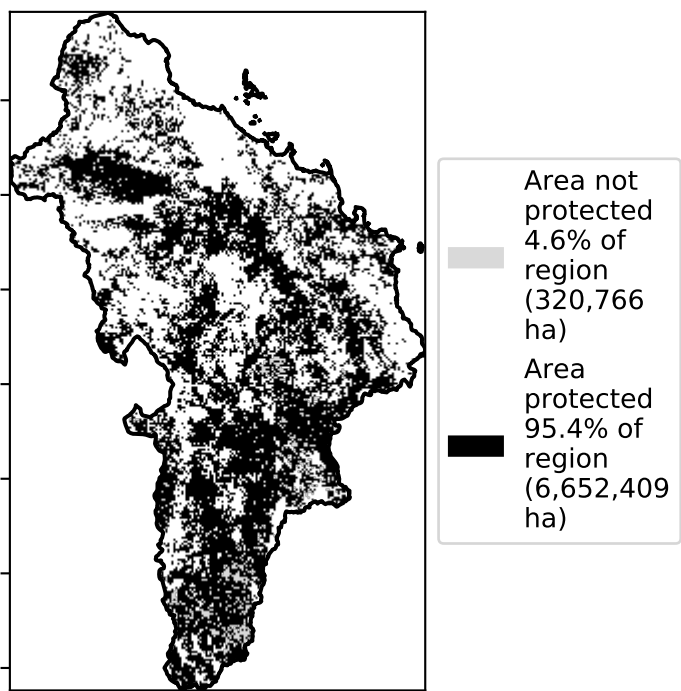 Area not
protected
4.6% of
region
(320,766
ha)
Area
protected
95.4% of
region
(6,652,409
ha)